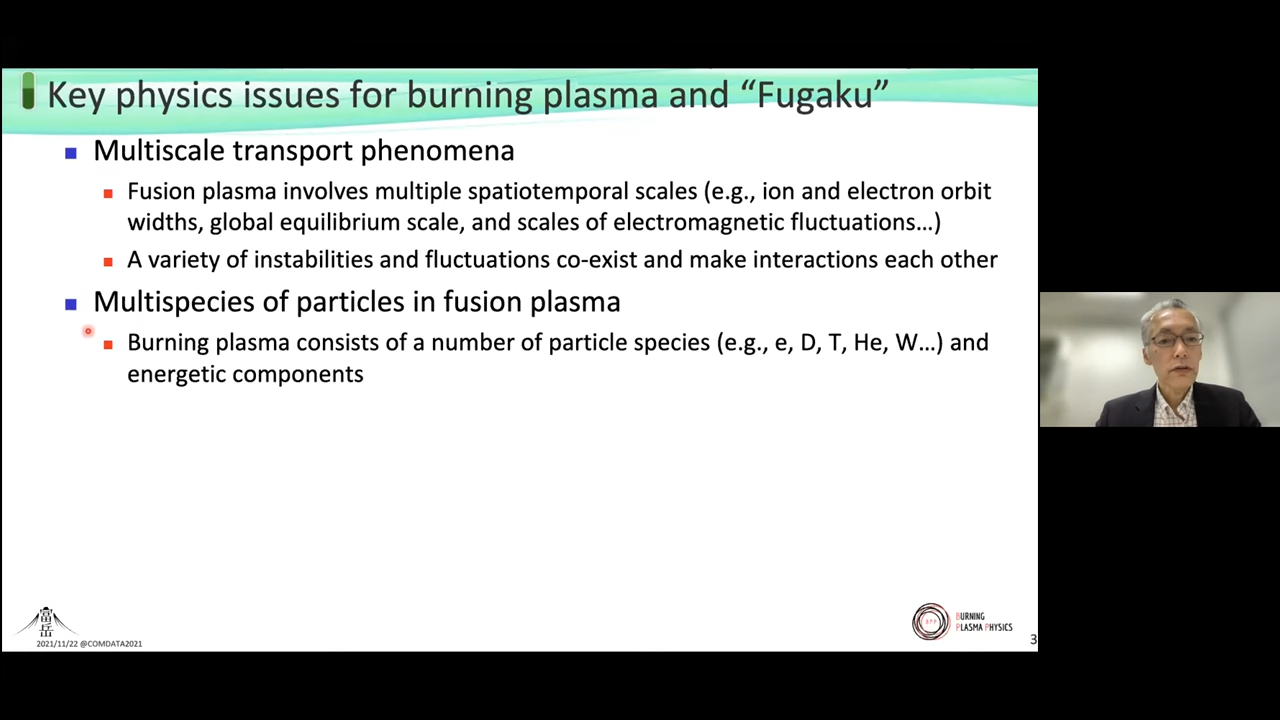 Key physics issues for burning plasma and “Fugaku”
Multiscale transport phenomena
Fusion plasma involves multiple spatiotemporal scales (e.g., ion and electron orbit
widths, global equilibrium scale, and scales of electromagnetic fluctuations…)
A variety of instabilities and fluctuations co-exist and make interactions each other
Multispecies of particles in fusion plasma
Burning plasma consists of a number of particle species (e.g., e, D, T, He, W…) and
energetic components
富
岳
2021/11/22 @COMDATA2021
BPP
BURNING
PLASMA PHYSICS
3